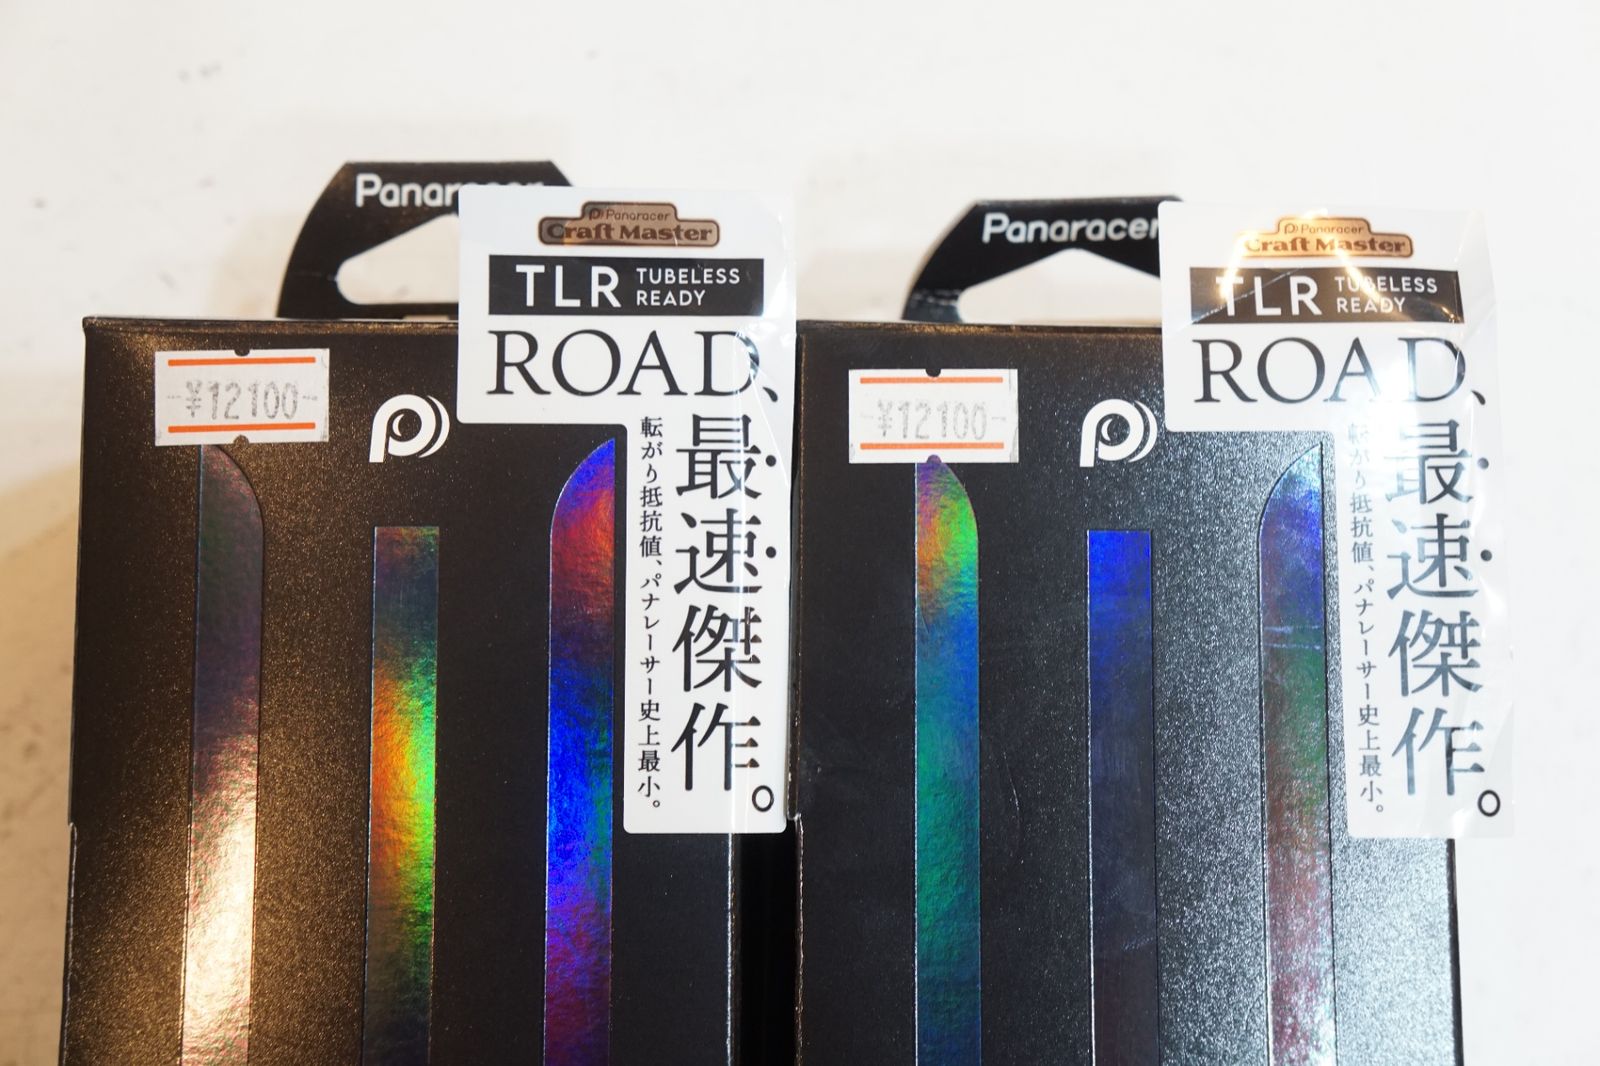 Panaracer
Panaracer
Craft Master
TLR TUBELESS READY
ROAD、
最速傑作。
転がり抵抗値、パナレーサー史上最小。
¥12100
Panaracer
Panaracer
Craft Master
TLR TUBELESS READY
ROAD、
最速傑作。
転がり抵抗値、パナレーサー史上最小。
¥12100